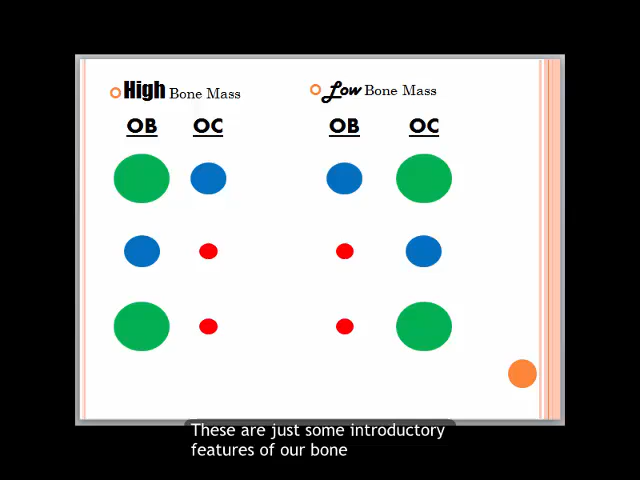 High Bone Mass
Low Bone Mass
OB OC
OB OC
These are just some introductory
features of our bone